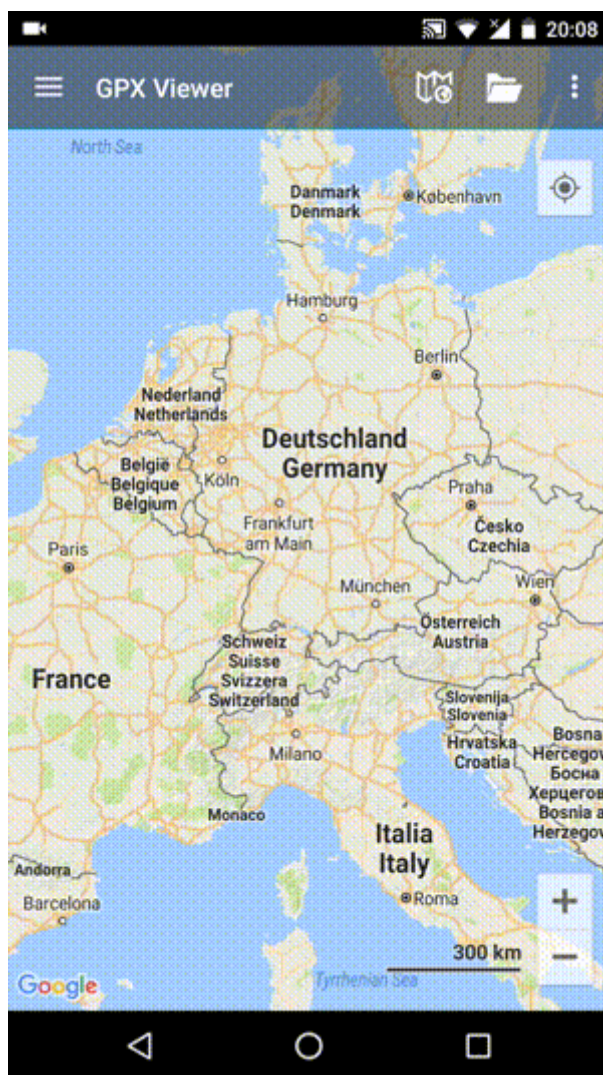 20:08
GPX Viewer
North Sea
Danmark
Denmark
København
Hamburg
Berlin
Nederland
Netherlands
Deutschland
Germany
België
Belgique
Belgium
Köln
Praha
Frankfurt
am Main
Česko
Czechia
Paris
München
Wien
Österreich
Austria
Schweiz
Suisse
Svizzera
Switzerland
France
Slovenija
Slovenia
Hrvatska
Croatia
Bosna
Hercegov
Босна
Херцегов
Bosnia a
Herzegov
Milano
Monaco
Italia
Italy
Andorra
Barcelona
Roma
300 km
Tyrrhenian Sea
Google